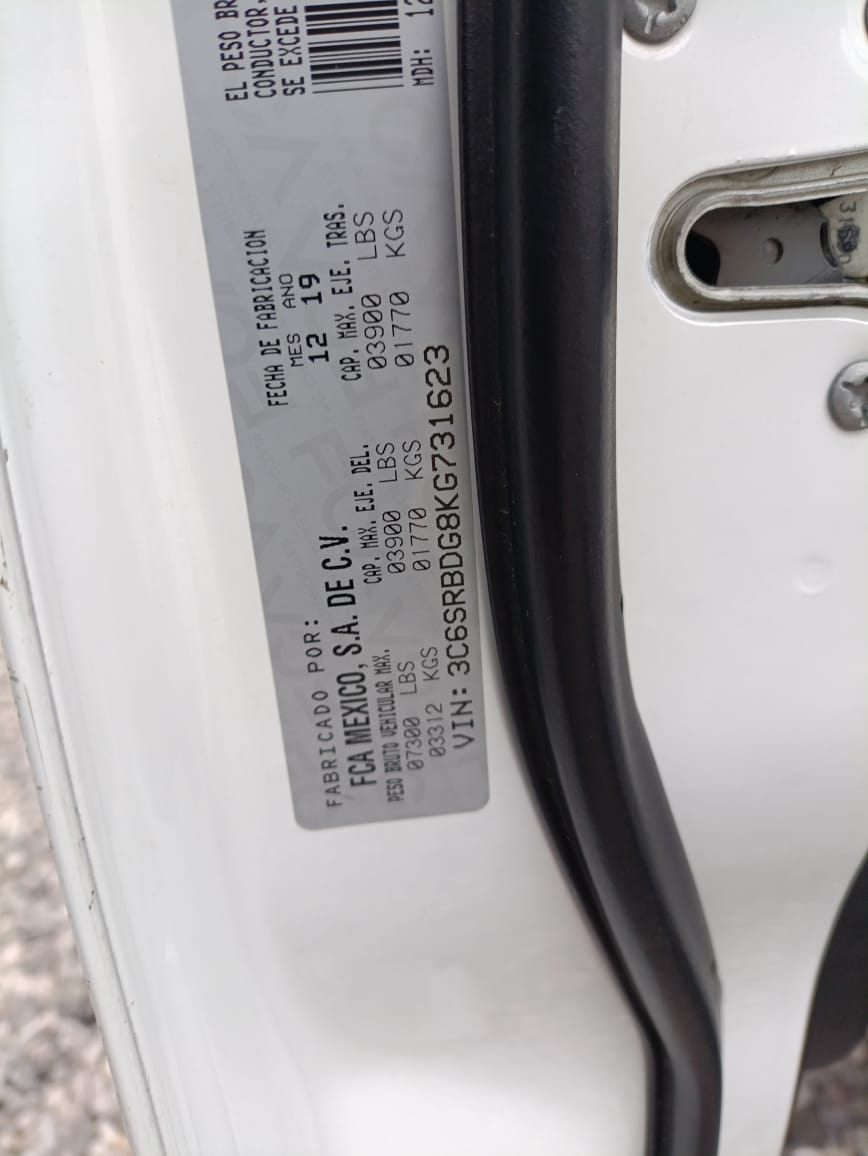 FABRICADO POR:
FCA MEXICO, S.A. DE C.V.
PESO BRUTO VEHICULAR MAX.
07300 LBS
03312 KGS
CAP. MAX. EJE. DEL.
03900 LBS
01770 KGS
FECHA DE FABRICACION
MES ANO
12 19
CAP. MAX. EJE. TRAS.
03900 LBS
01770 KGS
VIN: 3C6SRBDG8KG731623
EL PESO BR
CONDUCTOR,
SE EXCEDE
MDH: 12